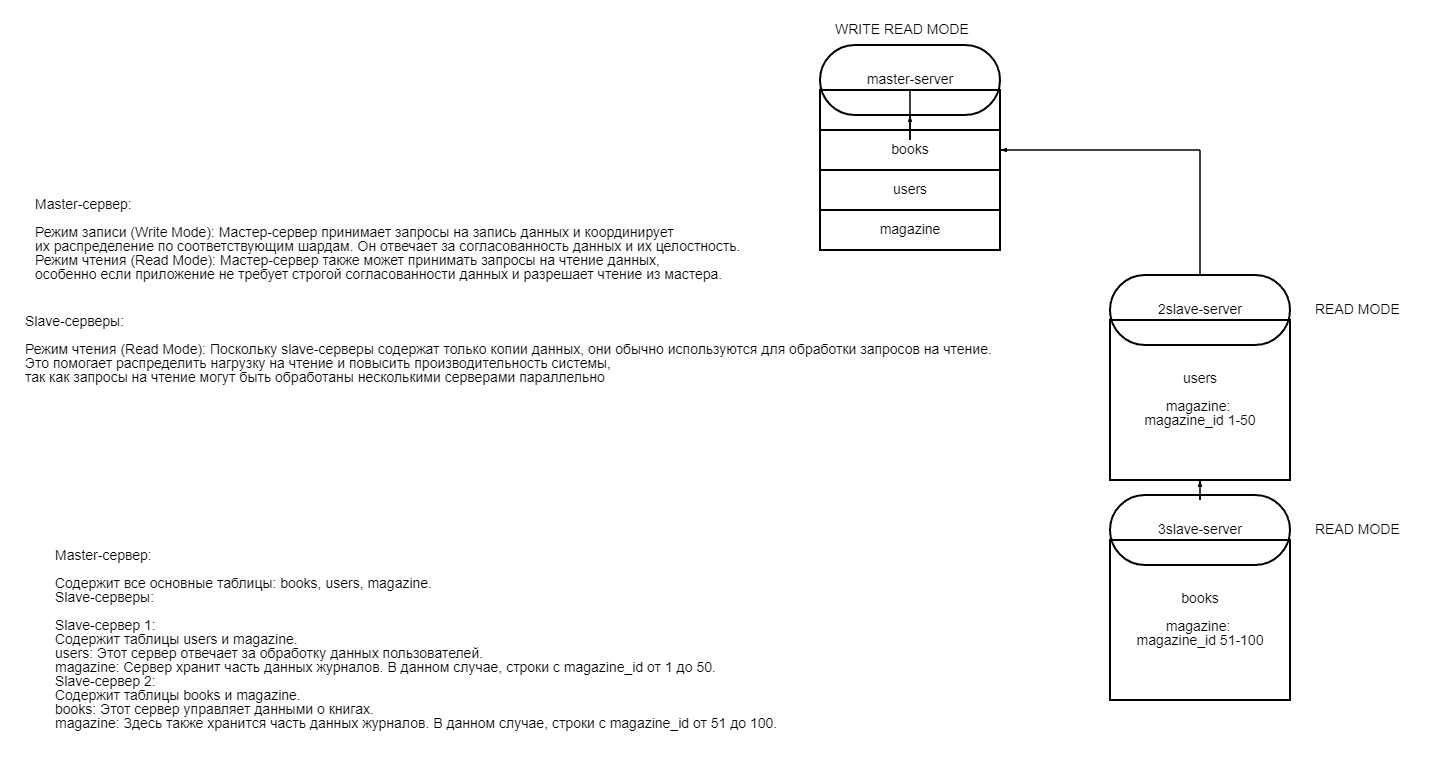 WRITE READ MODE
master-server
books
users
magazine
Master-сервер:
Режим записи (Write Mode): Мастер-сервер принимает запросы на запись данных и координирует
их распределение по соответствующим шардам. Он отвечает за согласованность данных и их целостность.
Режим чтения (Read Mode): Мастер-сервер также может принимать запросы на чтение данных,
особенно если приложение не требует строгой согласованности данных и разрешает чтение из мастера.
Slave-серверы:
Режим чтения (Read Mode): Поскольку slave-серверы содержат только копии данных, они обычно используются для обработки запросов на чтение.
Это помогает распределить нагрузку на чтение и повысить производительность системы,
так как запросы на чтение могут быть обработаны несколькими серверами параллельно
2slave-server
READ MODE
users
magazine:
magazine_id 1-50
3slave-server
READ MODE
books
magazine:
magazine_id 51-100
Master-сервер:
Содержит все основные таблицы: books, users, magazine.
Slave-серверы:
Slave-сервер 1:
Содержит таблицы users и magazine.
users: Этот сервер отвечает за обработку данных пользователей.
magazine: Сервер хранит часть данных журналов. В данном случае, строки с magazine_id от 1 до 50.
Slave-сервер 2:
Содержит таблицы books и magazine.
books: Этот сервер управляет данными о книгах.
magazine: Здесь также хранится часть данных журналов. В данном случае, строки с magazine_id от 51 до 100.